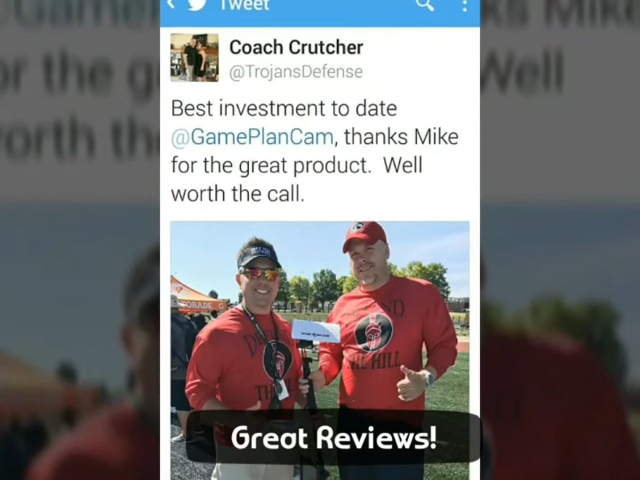 Tweet
Coach Crutcher
@TrojansDefense
Best investment to date
@GamePlanCam, thanks Mike
for the great product. Well
worth the call.
Great Reviews!